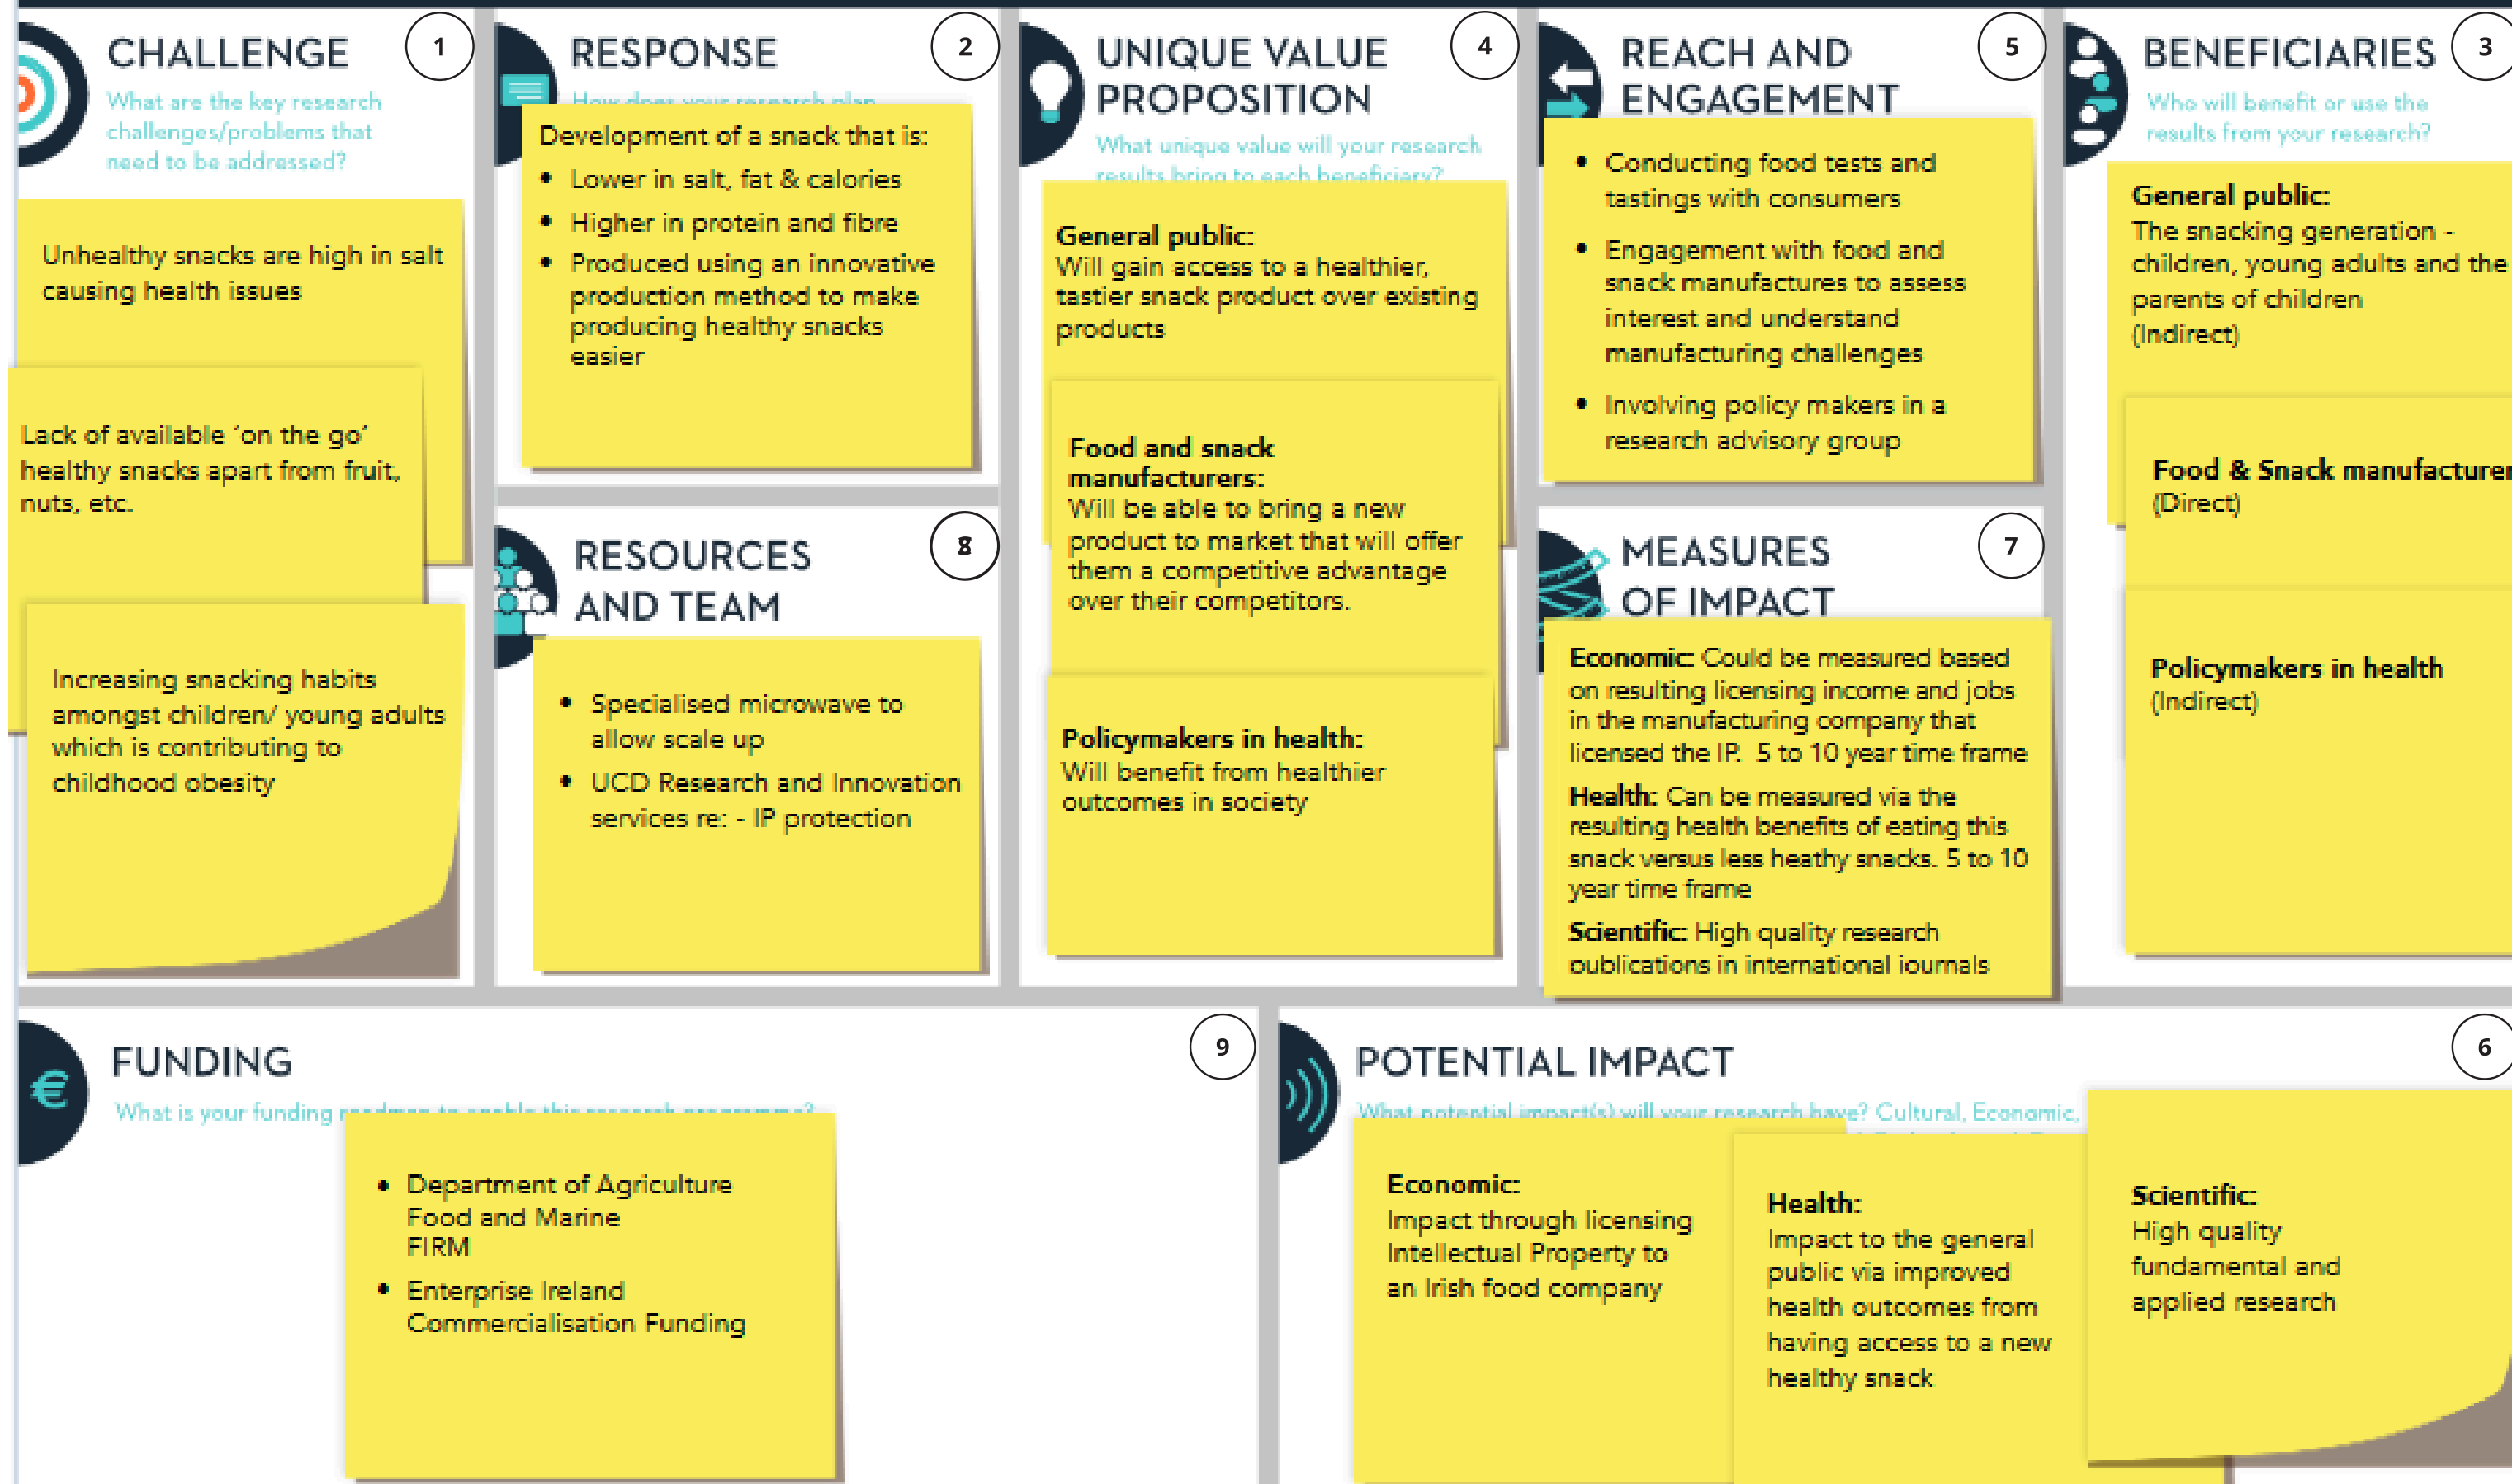 CHALLENGE
1
What are the key research
challenges/problems that
need to be addressed?
Unhealthy snacks are high in salt
causing health issues
Lack of available ‘on the go’
healthy snacks apart from fruit,
nuts, etc.
Increasing snacking habits
amongst children/ young adults
which is contributing to
childhood obesity
RESPONSE
2
How does your research plan
Development of a snack that is:
• Lower in salt, fat & calories
• Higher in protein and fibre
• Produced using an innovative
production method to make
producing healthy snacks
easier
RESOURCES
AND TEAM
8
• Specialised microwave to
allow scale up
• UCD Research and Innovation
services re: - IP protection
UNIQUE VALUE
PROPOSITION
4
What unique value will your research
results bring to each beneficiary?
General public:
Will gain access to a healthier,
tastier snack product over existing
products
Food and snack
manufacturers:
Will be able to bring a new
product to market that will offer
them a competitive advantage
over their competitors.
Policymakers in health:
Will benefit from healthier
outcomes in society
REACH AND
ENGAGEMENT
5
• Conducting food tests and
tastings with consumers
• Engagement with food and
snack manufactures to assess
interest and understand
manufacturing challenges
• Involving policy makers in a
research advisory group
MEASURES
OF IMPACT
7
Economic: Could be measured based
on resulting licensing income and jobs
in the manufacturing company that
licensed the IP. 5 to 10 year time frame
Health: Can be measured via the
resulting health benefits of eating this
snack versus less heathy snacks. 5 to 10
year time frame
Scientific: High quality research
publications in international journals
BENEFICIARIES
3
Who will benefit or use the
results from your research?
General public:
The snacking generation -
children, young adults and the
parents of children
(Indirect)
Food & Snack manufacturer
(Direct)
Policymakers in health
(Indirect)
FUNDING
9
€
What is your funding roadmap to enable this research programme?
• Department of Agriculture
Food and Marine
FIRM
• Enterprise Ireland
Commercialisation Funding
POTENTIAL IMPACT
6
What potential impact(s) will your research have? Cultural, Economic,
Economic:
Impact through licensing
Intellectual Property to
an Irish food company
Health:
Impact to the general
public via improved
health outcomes from
having access to a new
healthy snack
Scientific:
High quality
fundamental and
applied research